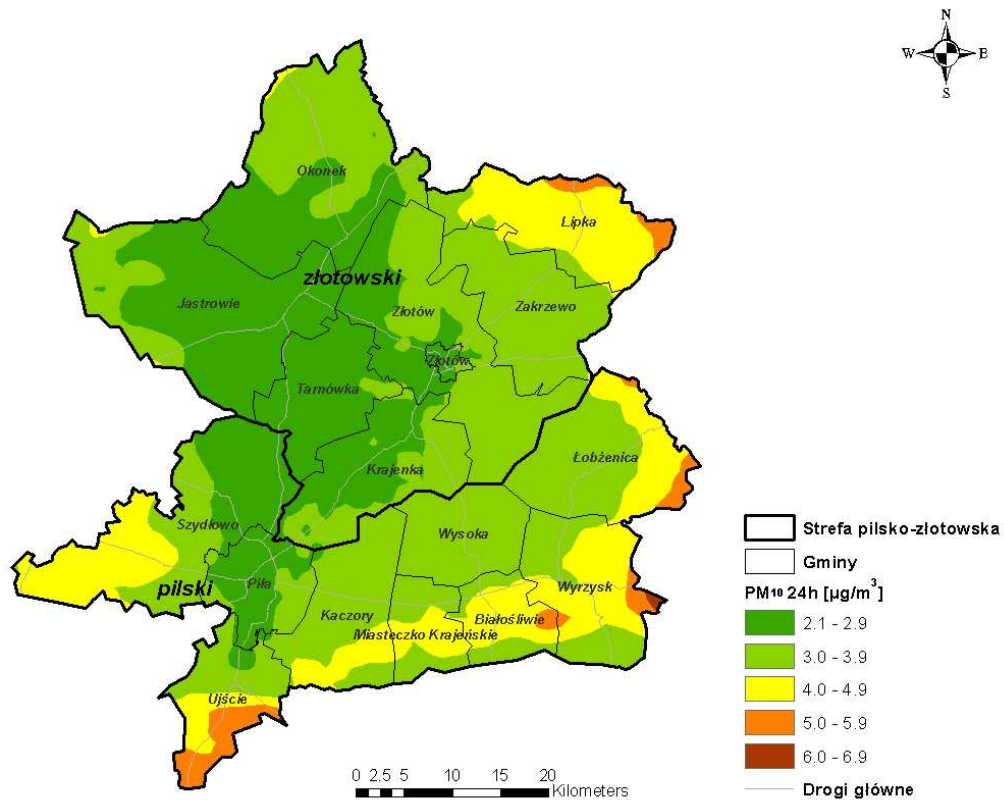 N
W E
S
Okonek
Lipka
złotowski
Jastrowie
Złotów
Zakrzewo
Złotów
Tarnówka
Krajenka
Łobżenica
Szydłowo
Wysoka
pilski
Piła
Wyrzysk
Kaczory
Białośliwie
Miasteczko Krajeńskie
Ujście
Strefa pilsko-złotowska
Gminy
PM10 24h [µg/m³]
2.1 - 2.9
3.0 - 3.9
4.0 - 4.9
5.0 - 5.9
6.0 - 6.9
Drogi główne
0 2.5 5 10 15 20
Kilometers